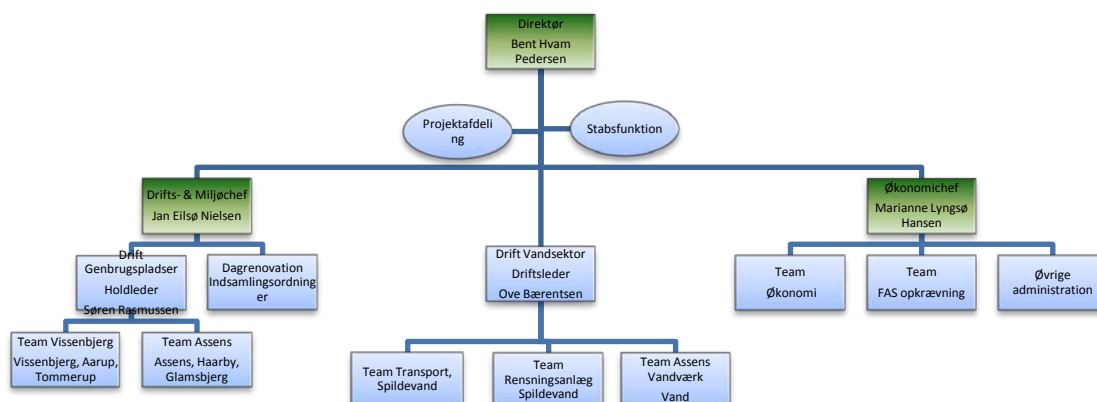 Direktør
Bent Hvam
Pedersen
Projektafdeli
ng
Stabsfunktion
Drifts- & Miljøchef
Jan Eilsø Nielsen
Økonomichef
Marianne Lyngsø
Hansen
Drift
Genbrugspladser
Holdleder
Søren Rasmussen
Dagrenovation
Indsamlingsordning
er
Drift Vandsektor
Driftsleder
Ove Bærentsen
Team
Økonomi
Team
FAS opkrævning
Øvrige
administration
Team Vissenbjerg
Vissenbjerg, Aarup,
Tommerup
Team Assens
Assens, Haarby,
Glamsbjerg
Team Transport,
Spildevand
Team
Rensningsanlæg
Spildevand
Team Assens
Vandværk
Vand